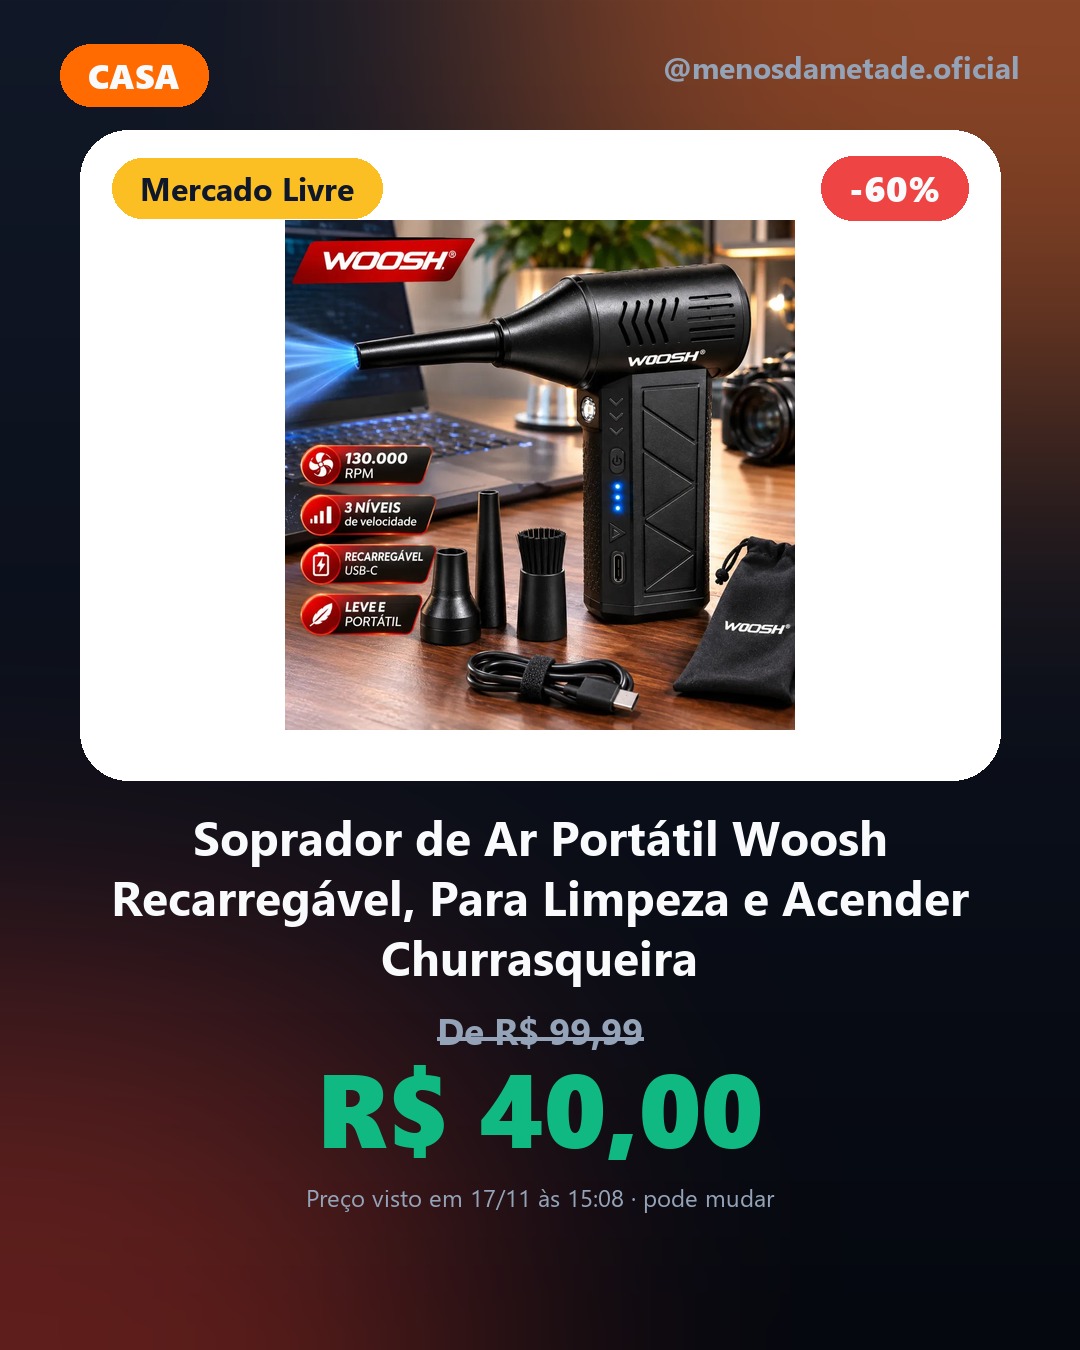 CASA
@menosdametade.oficial
Mercado Livre
-60%
WOOSH®
WOOSH®
130.000
RPM
3 NÍVEIS
de velocidade
RECARREGÁVEL
USB-C
LEVE E
PORTÁTIL
WOOSH®
Soprador de Ar Portátil Woosh
Recarregável, Para Limpeza e Acender
Churrasqueira
De R$ 99,99
R$ 40,00
Preço visto em 17/11 às 15:08 · pode mudar